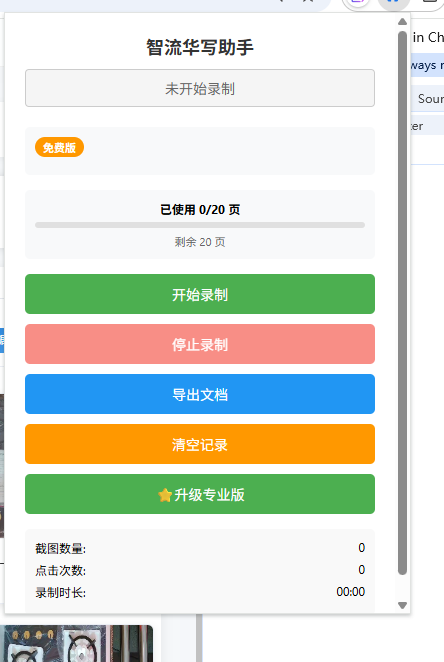 in Ch
智流华写助手
未开始录制
ways r
Sour
ter
免费版
已使用 0/20 页
剩余 20 页
开始录制
停止录制
导出文档
清空记录
⭐升级专业版
截图数量: 0
点击次数: 0
录制时长: 00:00